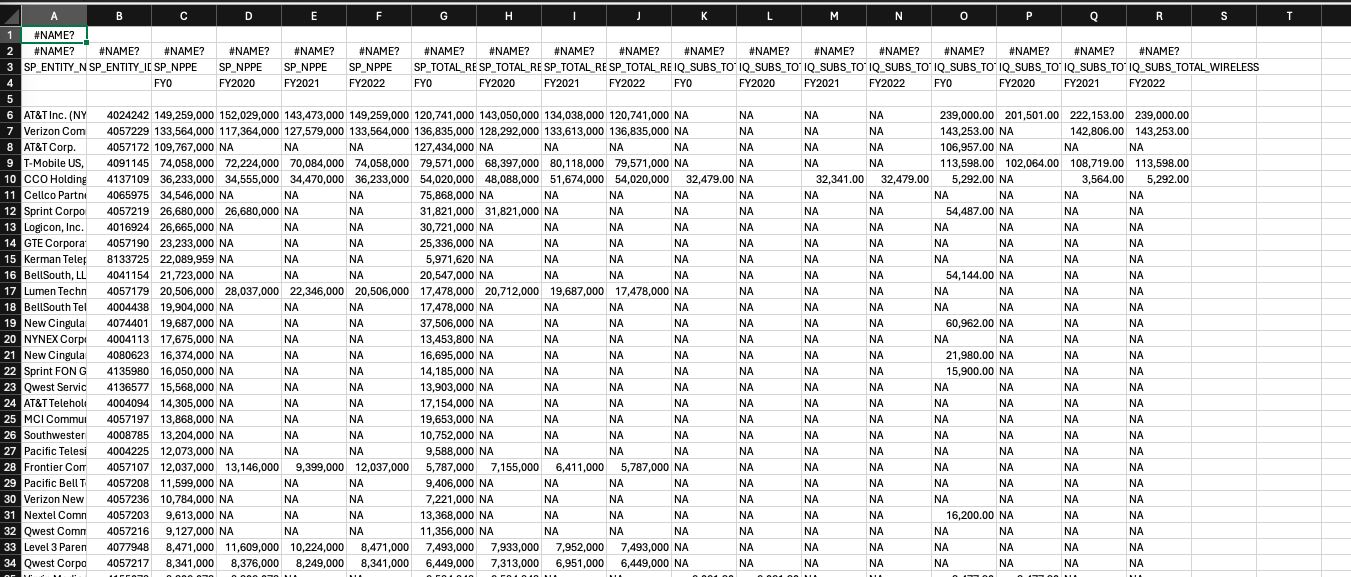 A B C D E F G H I J K L M N O P Q R S T
1 #NAME?
2 #NAME? #NAME? #NAME? #NAME? #NAME? #NAME? #NAME? #NAME? #NAME? #NAME? #NAME? #NAME? #NAME? #NAME? #NAME? #NAME? #NAME? #NAME?
3 SP_ENTITY_N SP_ENTITY_ID SP_NPPE SP_NPPE SP_NPPE SP_NPPE SP_TOTAL_RE SP_TOTAL_RE SP_TOTAL_RE SP_TOTAL_RE IQ_SUBS_TO IQ_SUBS_TO IQ_SUBS_TO IQ_SUBS_TO IQ_SUBS_TO IQ_SUBS_TO IQ_SUBS_TO IQ_SUBS_TOTAL_WIRELESS
4 FY0 FY2020 FY2021 FY2022 FY0 FY2020 FY2021 FY2022 FY0 FY2020 FY2021 FY2022 FY0 FY2020 FY2021 FY2022
5
6 AT&T Inc. (NY 4024242 149,259,000 152,029,000 143,473,000 149,259,000 120,741,000 143,050,000 134,038,000 120,741,000 NA NA NA NA 239,000.00 201,501.00 222,153.00 239,000.00
7 Verizon Com 4057229 133,564,000 117,364,000 127,579,000 133,564,000 136,835,000 128,292,000 133,613,000 136,835,000 NA NA NA NA 143,253.00 NA 142,806.00 143,253.00
8 AT&T Corp. 4057172 109,767,000 NA NA NA 127,434,000 NA NA NA NA NA NA NA 106,957.00 NA NA NA
9 T-Mobile US, 4091145 74,058,000 72,224,000 70,084,000 74,058,000 79,571,000 68,397,000 80,118,000 79,571,000 NA NA NA NA 113,598.00 102,064.00 108,719.00 113,598.00
10 CCO Holding 4137109 36,233,000 34,555,000 34,470,000 36,233,000 54,020,000 48,088,000 51,674,000 54,020,000 32,479.00 NA 32,341.00 32,479.00 5,292.00 NA 3,564.00 5,292.00
11 Cellco Partne 4065975 34,546,000 NA NA NA 75,868,000 NA NA NA NA NA NA NA NA NA NA NA
12 Sprint Corpo 4057219 26,680,000 26,680,000 NA NA 31,821,000 31,821,000 NA NA NA NA NA NA 54,487.00 NA NA NA
13 Logicon, Inc. 4016924 26,665,000 NA NA NA 30,721,000 NA NA NA NA NA NA NA NA NA NA NA
14 GTE Corpora 4057190 23,233,000 NA NA NA 25,336,000 NA NA NA NA NA NA NA NA NA NA NA
15 Kerman Telep 8133725 22,089,959 NA NA NA 5,971,620 NA NA NA NA NA NA NA NA NA NA NA
16 BellSouth, LL 4041154 21,723,000 NA NA NA 20,547,000 NA NA NA NA NA NA NA 54,144.00 NA NA NA
17 Lumen Techn 4057179 20,506,000 28,037,000 22,346,000 20,506,000 17,478,000 20,712,000 19,687,000 17,478,000 NA NA NA NA NA NA NA NA
18 BellSouth Tel 4004438 19,904,000 NA NA NA 17,478,000 NA NA NA NA NA NA NA NA NA NA NA
19 New Cingula 4074401 19,687,000 NA NA NA 37,506,000 NA NA NA NA NA NA NA 60,962.00 NA NA NA
20 NYNEX Corpo 4004113 17,675,000 NA NA NA 13,453,800 NA NA NA NA NA NA NA NA NA NA NA
21 New Cingula 4080623 16,374,000 NA NA NA 16,695,000 NA NA NA NA NA NA NA 21,980.00 NA NA NA
22 Sprint FON G 4135980 16,050,000 NA NA NA 14,185,000 NA NA NA NA NA NA NA 15,900.00 NA NA NA
23 Qwest Servic 4136577 15,568,000 NA NA NA 13,903,000 NA NA NA NA NA NA NA NA NA NA NA
24 AT&T Telehol 4004094 14,305,000 NA NA NA 17,154,000 NA NA NA NA NA NA NA NA NA NA NA
25 MCI Commu 4057197 13,868,000 NA NA NA 19,653,000 NA NA NA NA NA NA NA NA NA NA NA
26 Southwester 4008785 13,204,000 NA NA NA 10,752,000 NA NA NA NA NA NA NA NA NA NA NA
27 Pacific Telesi 4004225 12,073,000 NA NA NA 9,588,000 NA NA NA NA NA NA NA NA NA NA NA
28 Frontier Com 4057107 12,037,000 13,146,000 9,399,000 12,037,000 5,787,000 7,155,000 6,411,000 5,787,000 NA NA NA NA NA NA NA NA
29 Pacific Bell T 4057208 11,599,000 NA NA NA 9,406,000 NA NA NA NA NA NA NA NA NA NA NA
30 Verizon New 4057236 10,784,000 NA NA NA 7,221,000 NA NA NA NA NA NA NA NA NA NA NA
31 Nextel Comn 4057203 9,613,000 NA NA NA 13,368,000 NA NA NA NA NA NA NA 16,200.00 NA NA NA
32 Qwest Comm 4057216 9,127,000 NA NA NA 11,356,000 NA NA NA NA NA NA NA NA NA NA NA
33 Level 3 Paren 4077948 8,471,000 11,609,000 10,224,000 8,471,000 7,493,000 7,933,000 7,952,000 7,493,000 NA NA NA NA NA NA NA NA
34 Qwest Corpo 4057217 8,341,000 8,376,000 8,249,000 8,341,000 6,449,000 7,313,000 6,951,000 6,449,000 NA NA NA NA NA NA NA NA